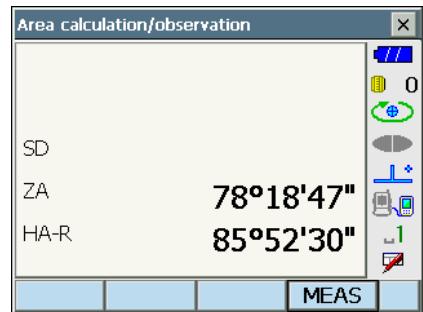 Area calculation/observation
0
SD
ZA 78°18'47"
HA-R 85°52'30"
1
MEAS